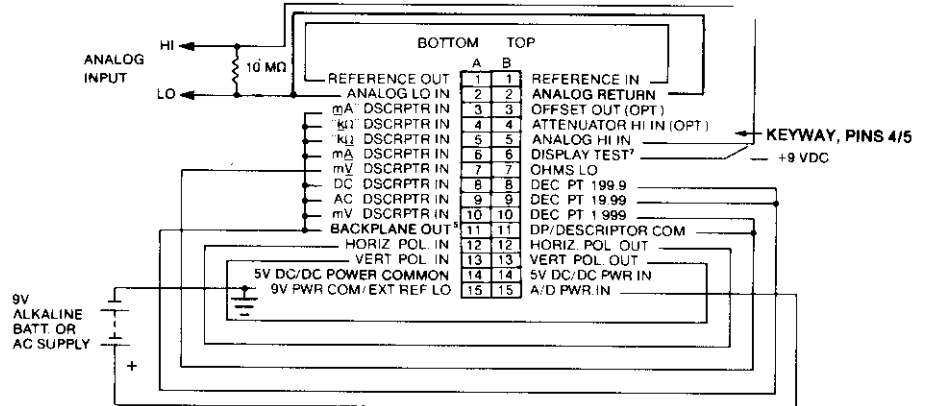 BOTTOM TOP
A B
HI
ANALOG
INPUT
10 MΩ
LO
REFERENCE OUT 1 1 REFERENCE IN
ANALOG LO IN 2 2 ANALOG RETURN
"mA" DSCRPTR IN 3 3 OFFSET OUT (OPT)
"kΩ" DSCRPTR IN 4 4 ATTENUATOR HI IN (OPT)
"kΩ DSCRPTR IN 5 5 ANALOG HI IN
mA DSCRPTR IN 6 6 DISPLAY TEST7
mV DSCRPTR IN 7 7 OHMS LO
DC DSCRPTR IN 8 8 DEC PT 199.9
AC DSCRPTR IN 9 9 DEC PT 19.99
mV DSCRPTR IN 10 10 DEC PT 1 999
BACKPLANE OUT5 11 11 DP/DESCRIPTOR COM
HORIZ POL. IN 12 12 HORIZ. POL OUT
VERT POL. IN 13 13 VERT POL. OUT
5V DC/DC POWER COMMON 14 14 5V DC/DC PWR IN
9V PWR COM/EXT REF LO 15 15 A/D PWR.IN
KEYWAY, PINS 4/5
+9 VDC
9V
ALKALINE
BATT. OR
AC SUPPLY
+